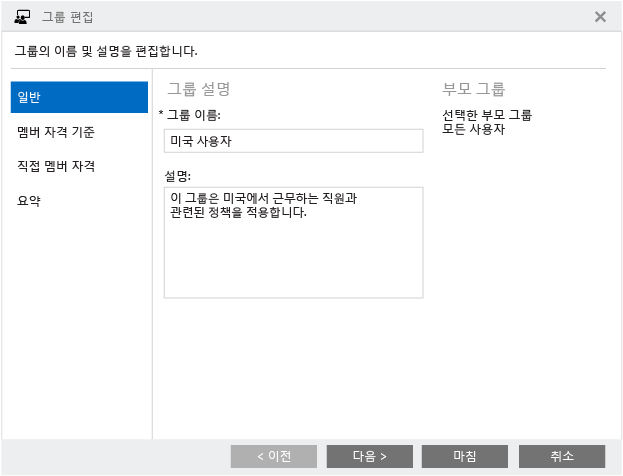 그룹 편집
그룹의 이름 및 설명을 편집합니다.
일반
멤버 자격 기준
직접 멤버 자격
요약
그룹 설명
* 그룹 이름:
미국 사용자
설명:
이 그룹은 미국에서 근무하는 직원과
관련된 정책을 적용합니다.
부모 그룹
선택한 부모 그룹
모든 사용자
< 이전
다음 >
마침
취소